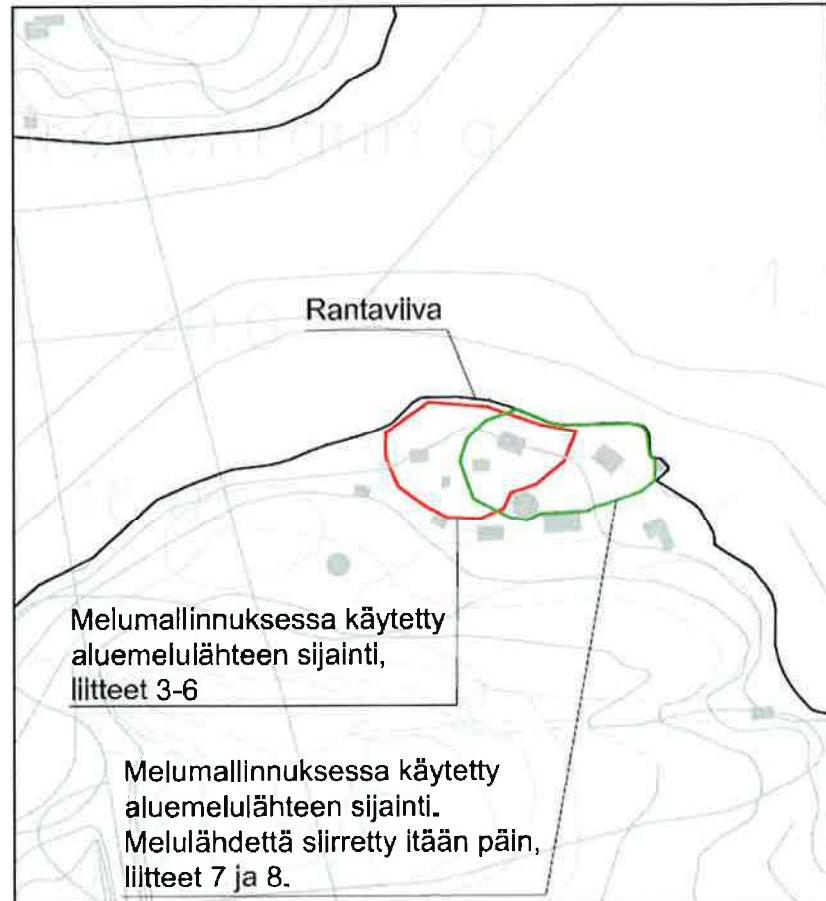 Rantaviiva
Melumallinnuksessa käytetty
aluemelulähteen sijainti,
liitteet 3-6
Melumallinnuksessa käytetty
aluemelulähteen sijainti.
Melulähdettä siirretty itään päin,
liitteet 7 ja 8.